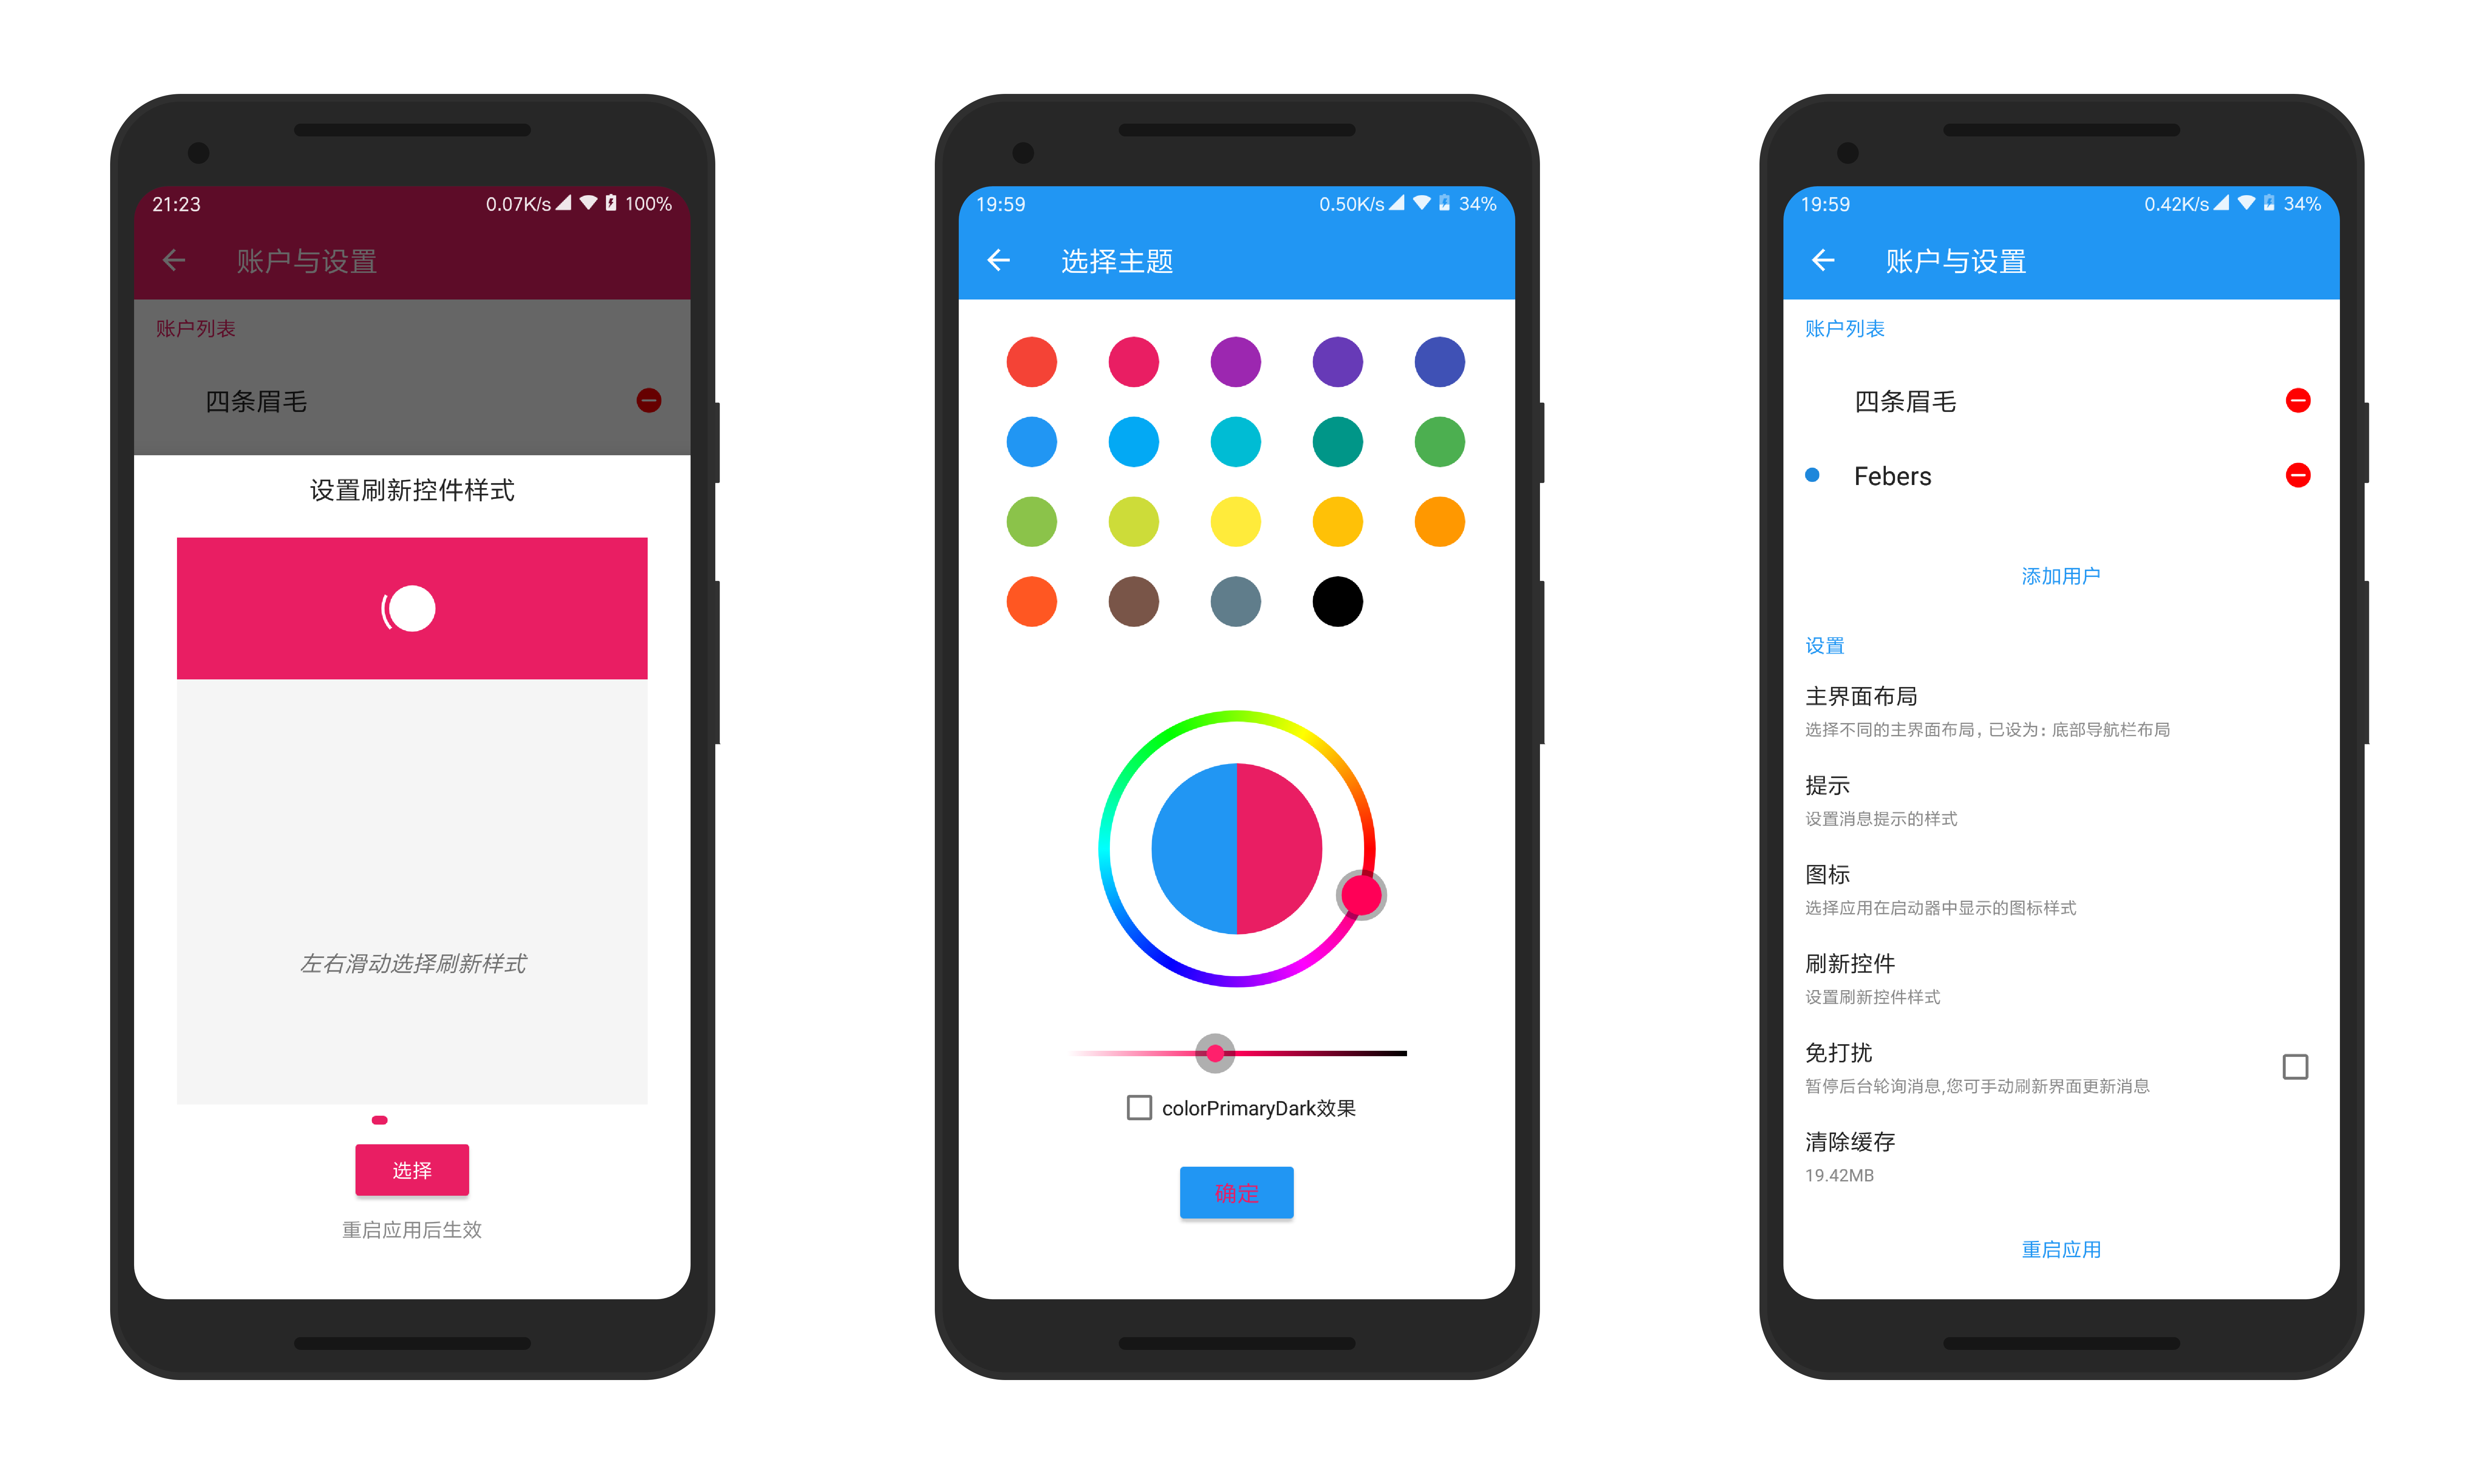 21:23
0.07K/s 100%
账户与设置
账户列表
四条眉毛
设置刷新控件样式
左右滑动选择刷新样式
选择
重启应用后生效
19:59
0.50K/s 34%
选择主题
colorPrimaryDark效果
确定
19:59
0.42K/s 34%
账户与设置
账户列表
四条眉毛
Febers
添加用户
设置
主界面布局
选择不同的主界面布局，已设为：底部导航栏布局
提示
设置消息提示的样式
图标
选择应用在启动器中显示的图标样式
刷新控件
设置刷新控件样式
免打扰
暂停后台轮询消息,您可手动刷新界面更新消息
清除缓存
19.42MB
重启应用